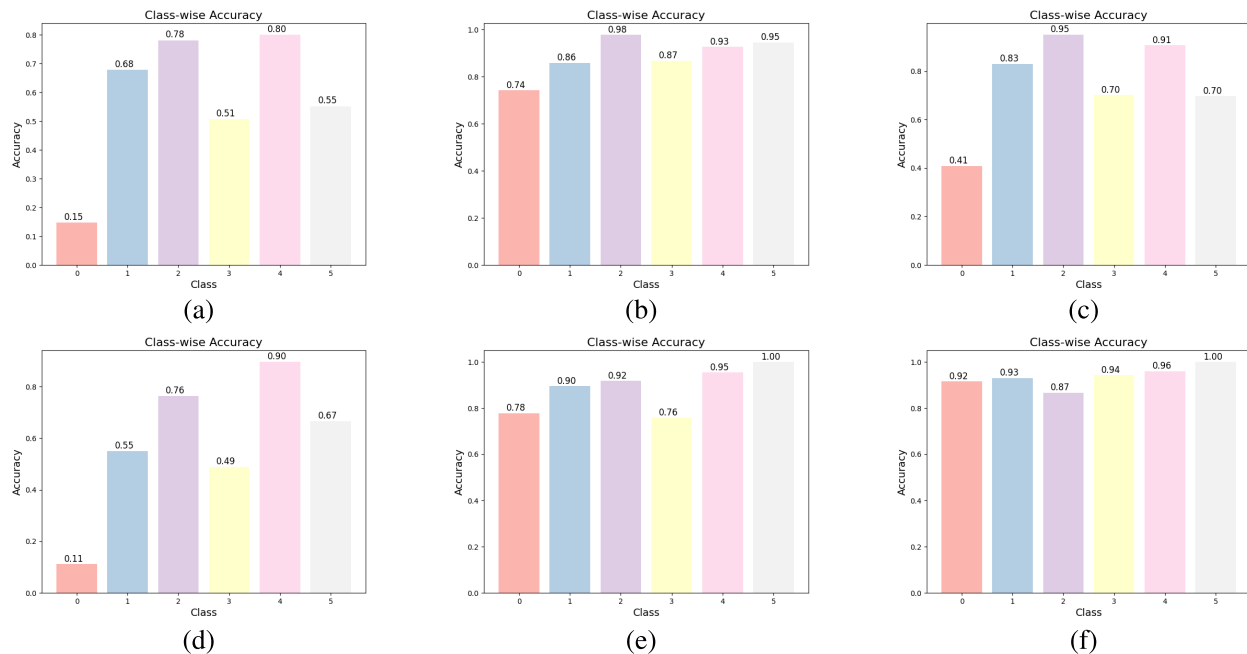 Class-wise Accuracy
0.8
0.7
0.6
0.5
0.4
0.3
0.2
0.1
0.0
Accuracy
0.15
0.68
0.78
0.51
0.80
0.55
0 1 2 3 4 5
Class
(a)
Class-wise Accuracy
1.0
0.8
0.6
0.4
0.2
0.0
Accuracy
0.74
0.86
0.98
0.87
0.93
0.95
0 1 2 3 4 5
Class
(b)
Class-wise Accuracy
0.8
0.6
0.4
0.2
0.0
Accuracy
0.41
0.83
0.95
0.70
0.91
0.70
0 1 2 3 4 5
Class
(c)
Class-wise Accuracy
0.8
0.6
0.4
0.2
0.0
Accuracy
0.11
0.55
0.76
0.49
0.90
0.67
0 1 2 3 4 5
Class
(d)
Class-wise Accuracy
1.0
0.8
0.6
0.4
0.2
0.0
Accuracy
0.78
0.90
0.92
0.76
0.95
1.00
0 1 2 3 4 5
Class
(e)
Class-wise Accuracy
1.0
0.8
0.6
0.4
0.2
0.0
Accuracy
0.92
0.93
0.87
0.94
0.96
1.00
0 1 2 3 4 5
Class
(f)